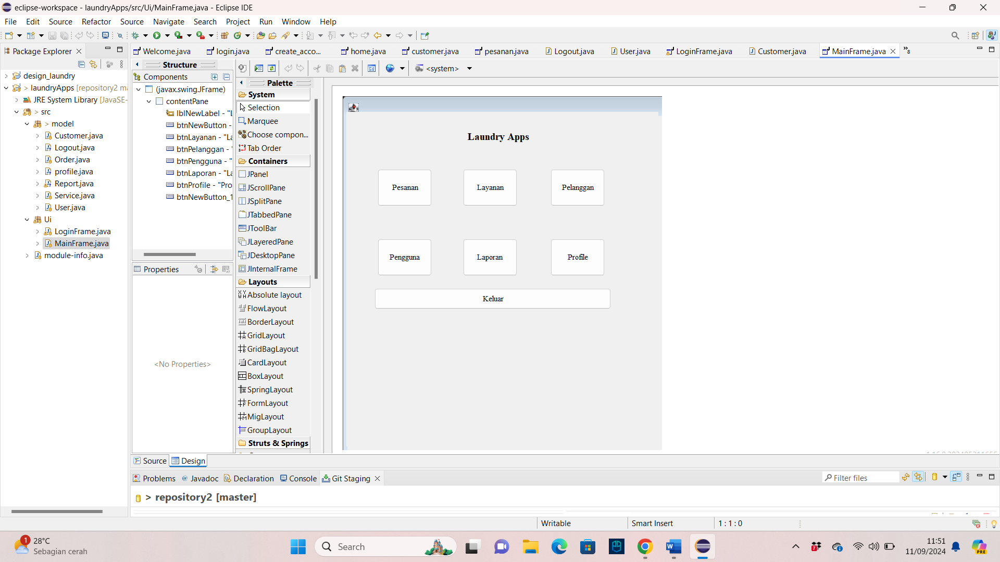 eclipse-workspace - laundryApps/src/Ui/MainFrame.java - Eclipse IDE
File Edit Source Refactor Source Navigate Search Project Run Window Help
Package Explorer
Welcome.java login.java create_acco... home.java customer.java pesanan.java Logout.java User.java LoginFrame.java Customer.java MainFrame.java »8
design_laundry
> laundryApps [repository2 ma
JRE System Library [JavaSE-
> src
> model
Customer.java
Logout.java
Order.java
profile.java
Report.java
Service.java
User.java
Ui
LoginFrame.java
MainFrame.java
module-info.java
Structure
Components
(javax.swing.JFrame)
contentPane
lblNewLabel - "L
btnNewButton -
btnLayanan - "La
btnPelanggan - "
btnPengguna - "
btnLaporan - "La
btnProfile - "Pro
btnNewButton_1
Properties
<No Properties>
<system>
Palette
System
Selection
Marquee
Choose compon...
Tab Order
Containers
JPanel
JScrollPane
JSplitPane
JTabbedPane
JToolBar
JLayeredPane
JDesktopPane
JInternalFrame
Layouts
Absolute layout
FlowLayout
BorderLayout
GridLayout
GridBagLayout
CardLayout
BoxLayout
SpringLayout
FormLayout
MigLayout
GroupLayout
Struts & Springs
Laundry Apps
Pesanan Layanan Pelanggan
Pengguna Laporan Profile
Keluar
Source Design
Problems @ Javadoc Declaration Console Git Staging
Filter files
> repository2 [master]
Writable Smart Insert 1 : 1 : 0
1 28°C
Sebagian cerah
Search
7
11:51
11/09/2024
PRE